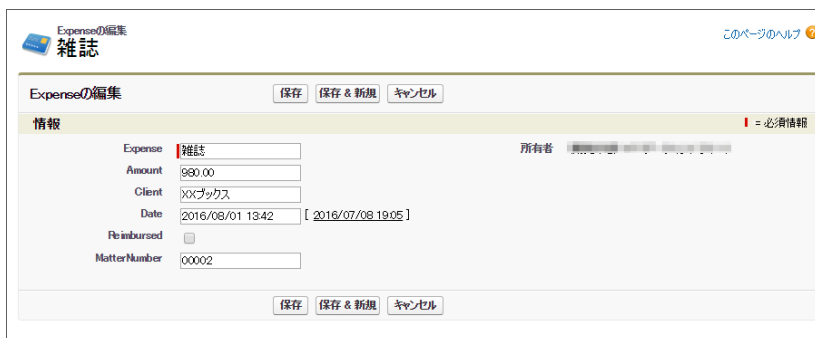 Expenseの編集
雑誌
このページのヘルプ
Expenseの編集
保存 保存 & 新規 キャンセル
情報
= 必須情報
Expense 雑誌
所有者
Amount 980.00
Client XXブックス
Date 2016/08/01 13:42 [ 2016/07/08 19:05 ]
Reimbursed
MatterNumber 00002
保存 保存 & 新規 キャンセル